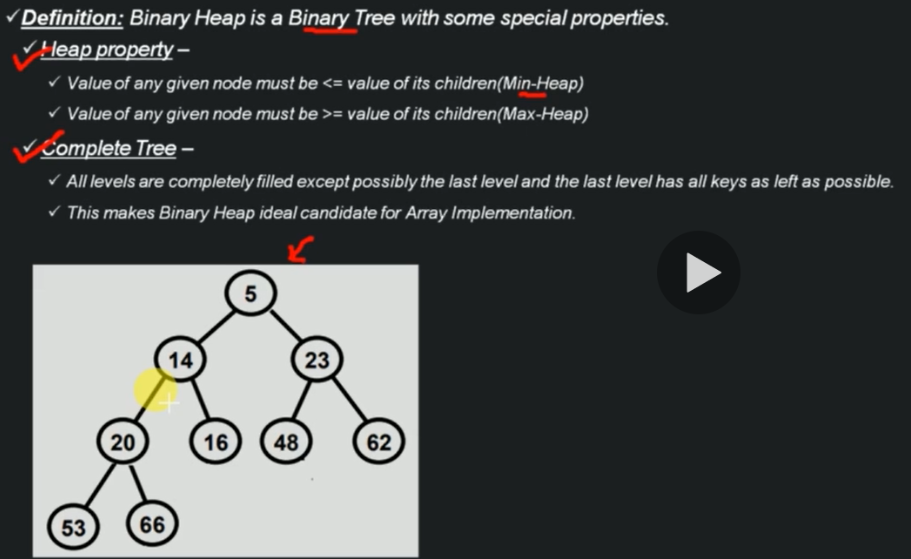 ✓Definition: Binary Heap is a Binary Tree with some special properties.
✓Heap property –
✓ Value of any given node must be <= value of its children(Min-Heap)
✓ Value of any given node must be >= value of its children(Max-Heap)
✓Complete Tree –
✓ All levels are completely filled except possibly the last level and the last level has all keys as left as possible.
✓ This makes Binary Heap ideal candidate for Array Implementation.
5
14 23
20 16 48 62
53 66